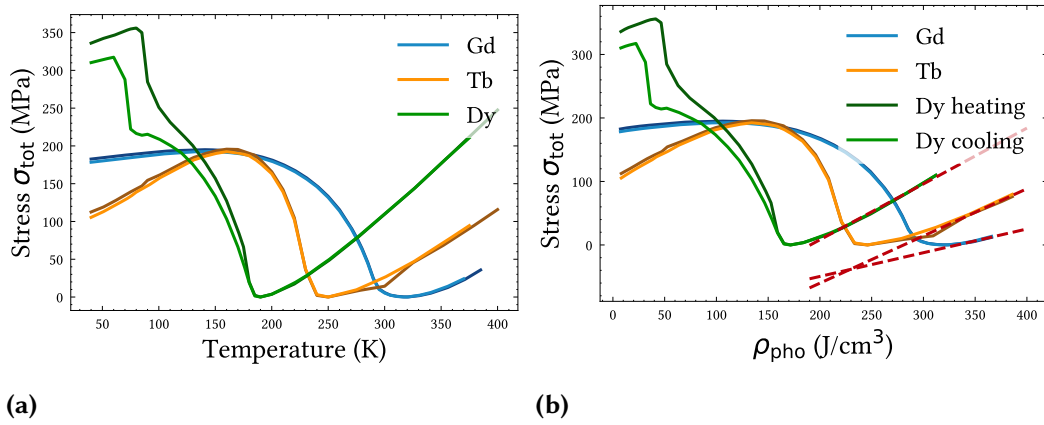 350
300
250
200
150
100
50
0
Stress σtot (MPa)
Gd
Tb
Dy
50 100 150 200 250 300 350 400
Temperature (K)
(a)
300
200
100
0
Stress σtot (MPa)
Gd
Tb
Dy heating
Dy cooling
0 50 100 150 200 250 300 350 400
ρpho (J/cm³)
(b)